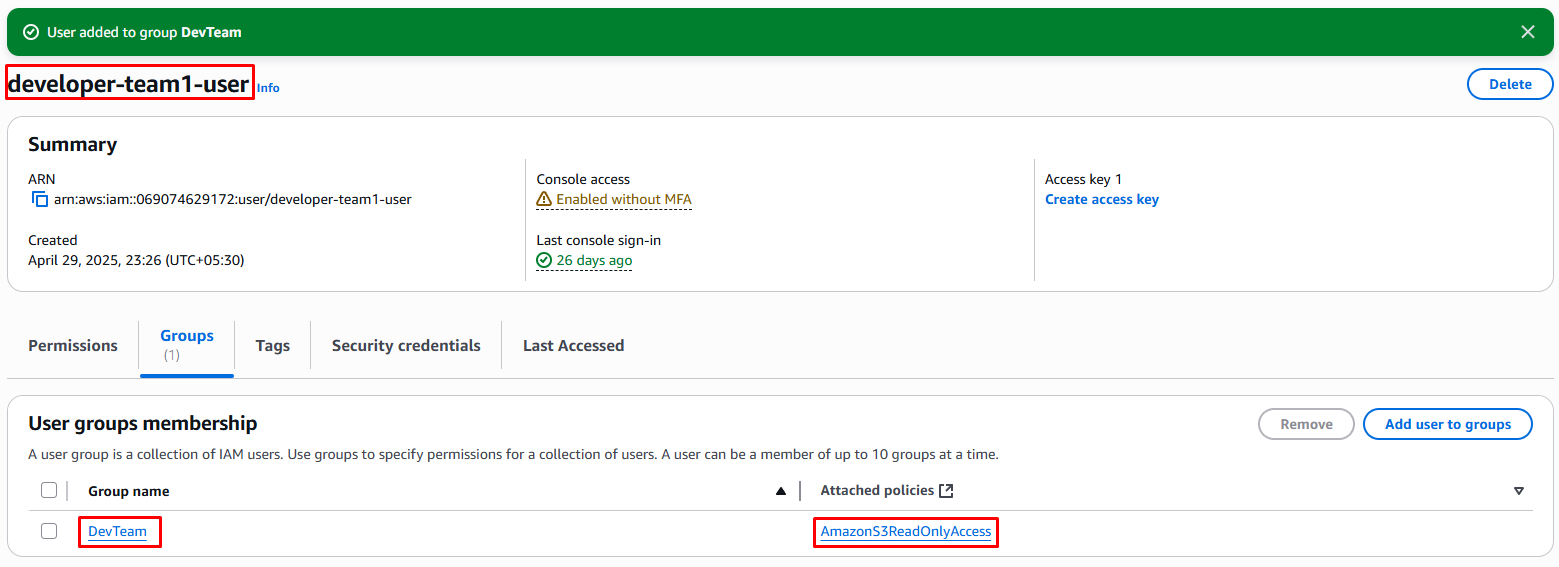 User added to group DevTeam
developer-team1-user Info
Delete
Summary
ARN
arn:aws:iam::069074629172:user/developer-team1-user
Created
April 29, 2025, 23:26 (UTC+05:30)
Console access
Enabled without MFA
Last console sign-in
26 days ago
Access key 1
Create access key
Permissions
Groups
(1)
Tags
Security credentials
Last Accessed
User groups membership
Remove
Add user to groups
A user group is a collection of IAM users. Use groups to specify permissions for a collection of users. A user can be a member of up to 10 groups at a time.
Group name
Attached policies
DevTeam
AmazonS3ReadOnlyAccess